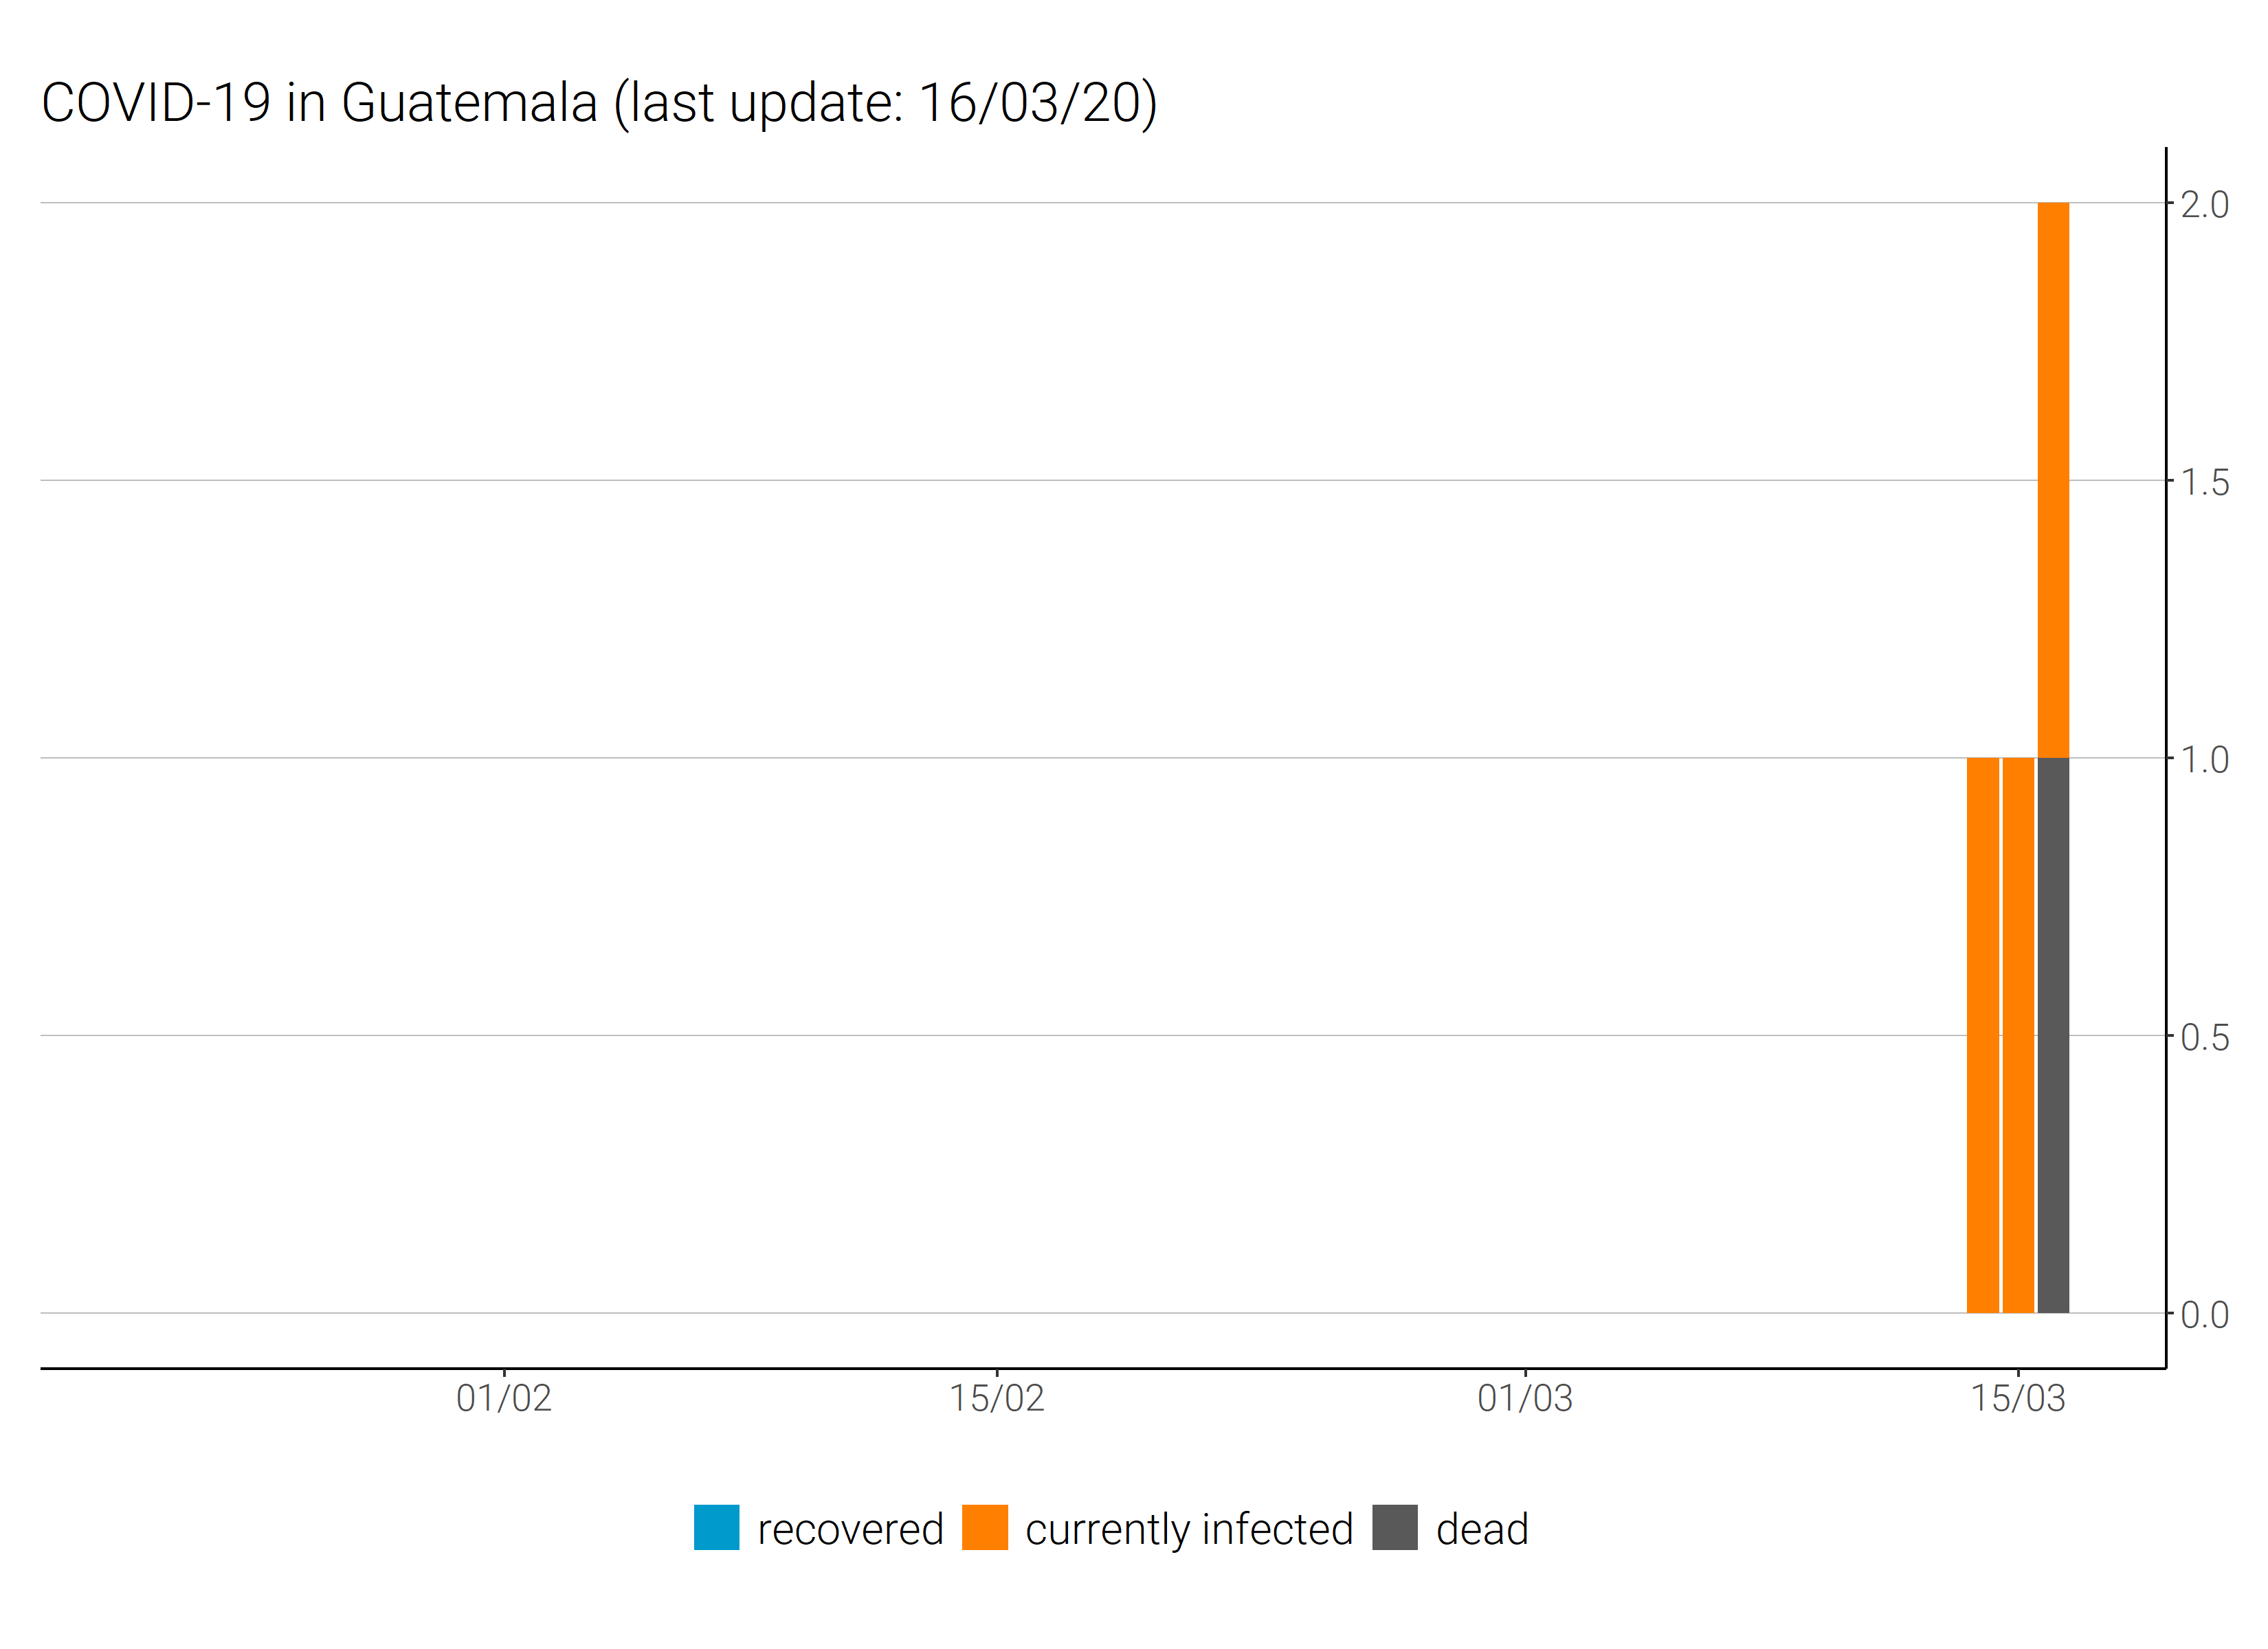 COVID-19 in Guatemala (last update: 16/03/20)
2.0
1.5
1.0
0.5
0.0
01/02 15/02 01/03 15/03
recovered currently infected dead